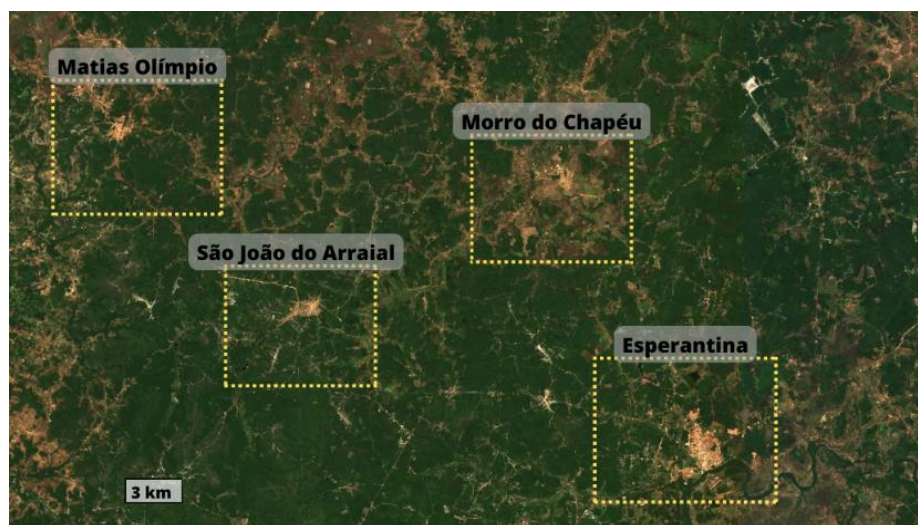 Matias Olímpio
Morro do Chapéu
São João do Arraial
Esperantina
3 km